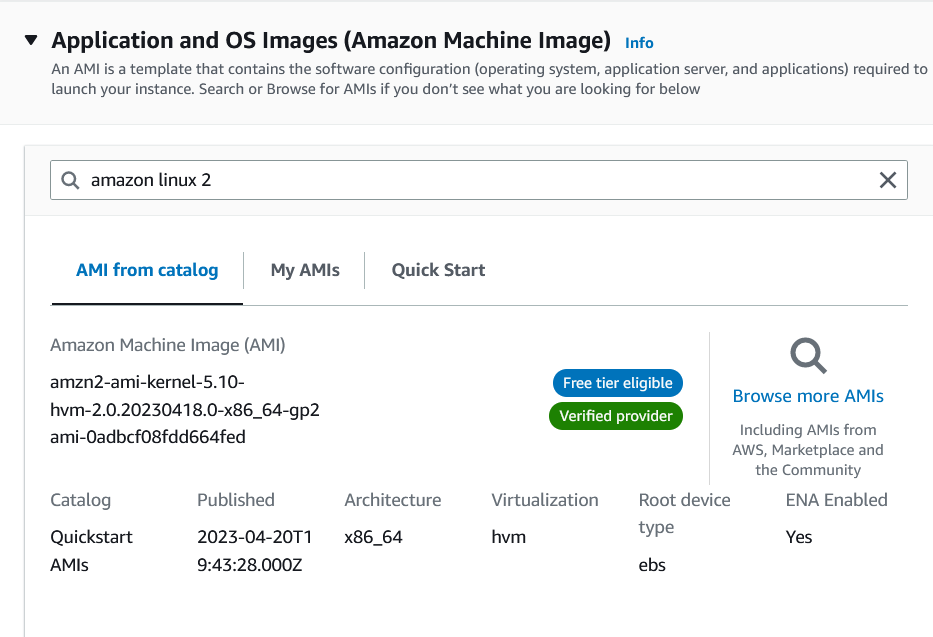 Application and OS Images (Amazon Machine Image) Info
An AMI is a template that contains the software configuration (operating system, application server, and applications) required to
launch your instance. Search or Browse for AMIs if you don’t see what you are looking for below
amazon linux 2
AMI from catalog
My AMIs
Quick Start
Amazon Machine Image (AMI)
amzn2-ami-kernel-5.10-
hvm-2.0.20230418.0-x86_64-gp2
ami-0adbcf08fdd664fed
Free tier eligible
Verified provider
Browse more AMIs
Including AMIs from
AWS, Marketplace and
the Community
Catalog
Quickstart
AMIs
Published
2023-04-20T1
9:43:28.000Z
Architecture
x86_64
Virtualization
hvm
Root device
type
ebs
ENA Enabled
Yes